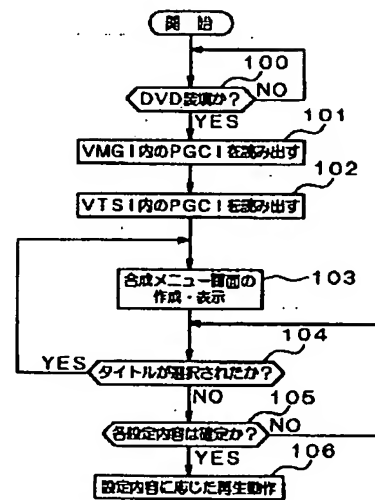 開始
100
DVD装填か?
NO
YES
101
VMGI内のPGCIを読み出す
102
VTSI内のPGCIを読み出す
合成メニュー画面の
作成・表示
103
104
YES
タイトルが選択されたか?
NO
105
各設定内容は確定か?
NO
YES
106
設定内容に応じた再生動作